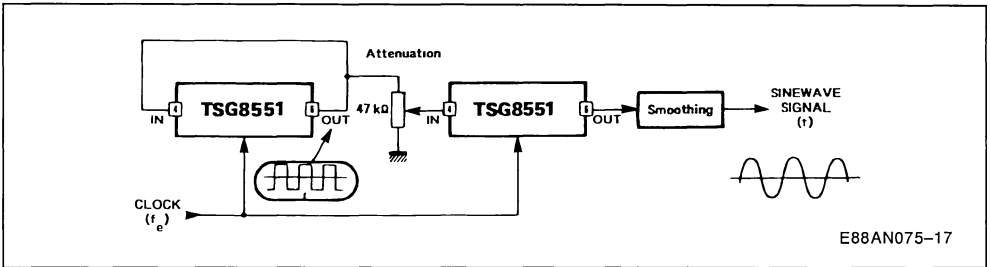 Attenuation
4
TSG8551
6
IN
OUT
47 kΩ
4
TSG8551
6
IN
OUT
Smoothing
SINEWAVE
SIGNAL
(f)
CLOCK
(f e)
E88AN075-17